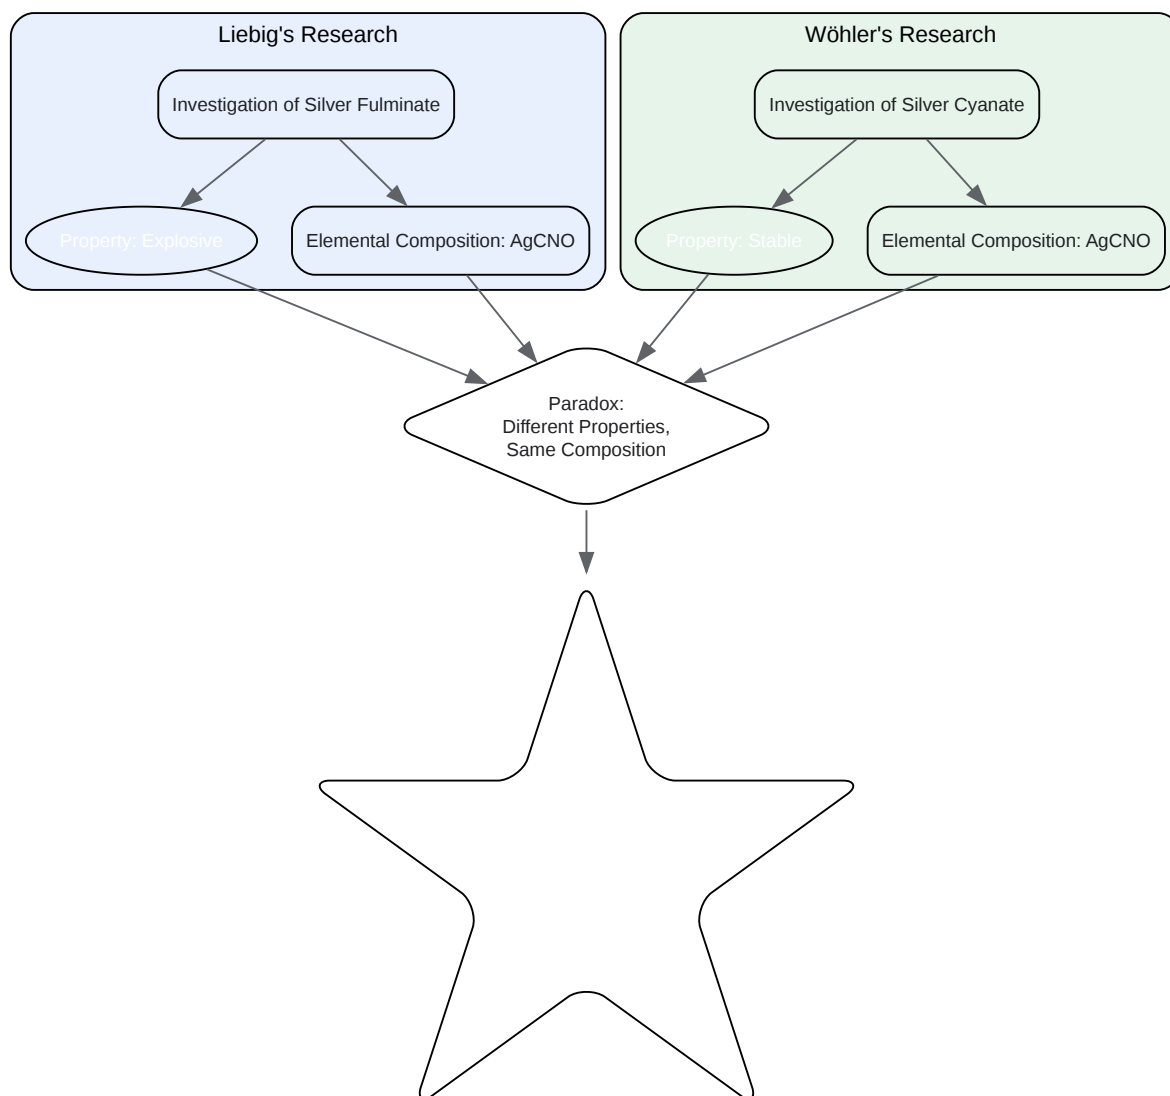 Liebig's Research
Wöhler's Research
Investigation of Silver Fulminate
Investigation of Silver Cyanate
Property: Explosive
Elemental Composition: AgCNO
Property: Stable
Elemental Composition: AgCNO
Paradox:
Different Properties,
Same Composition